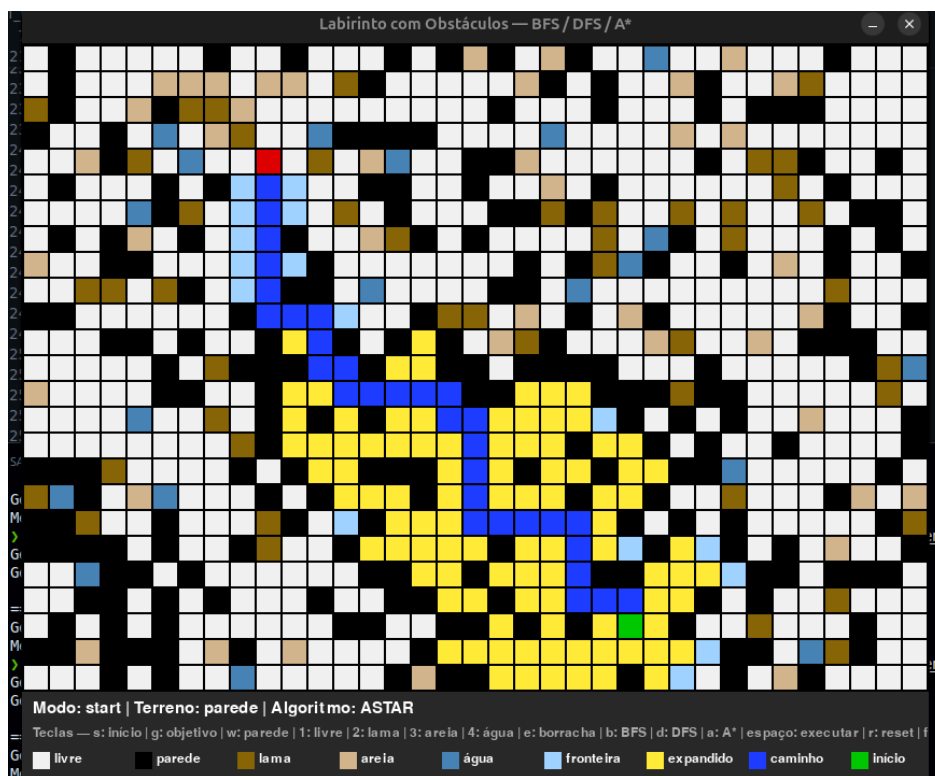 Labirinto com Obstáculos — BFS / DFS / A*
Modo: start | Terreno: parede | Algoritmo: ASTAR
Teclas — s: início | g: objetivo | w: parede | 1: livre | 2: lama | 3: areia | 4: água | e: borracha | b: BFS | d: DFS | a: A* | espaço: executar | r: reset | f
livre parede lama areia água fronteira expandido caminho início